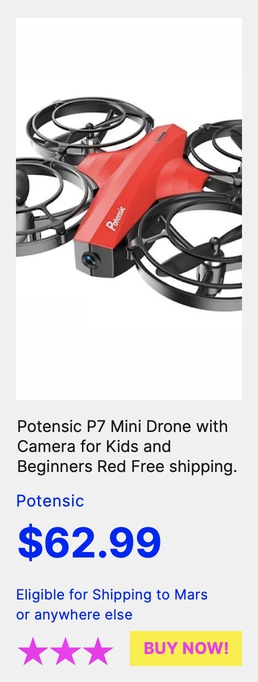 Potensic
Potensic P7 Mini Drone with
Camera for Kids and
Beginners Red Free shipping.
Potensic
$62.99
Eligible for Shipping to Mars
or anywhere else
BUY NOW!